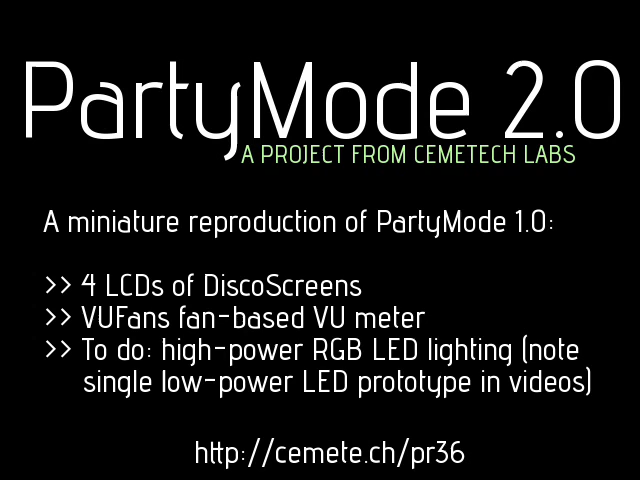 PartyMode 2.0
A PROJECT FROM CEMETECH LABS
A miniature reproduction of PartyMode 1.0:
>> 4 LCDs of DiscoScreens
>> VUFans fan-based VU meter
>> To do: high-power RGB LED lighting (note
single low-power LED prototype in videos)
http://cemete.ch/pr36